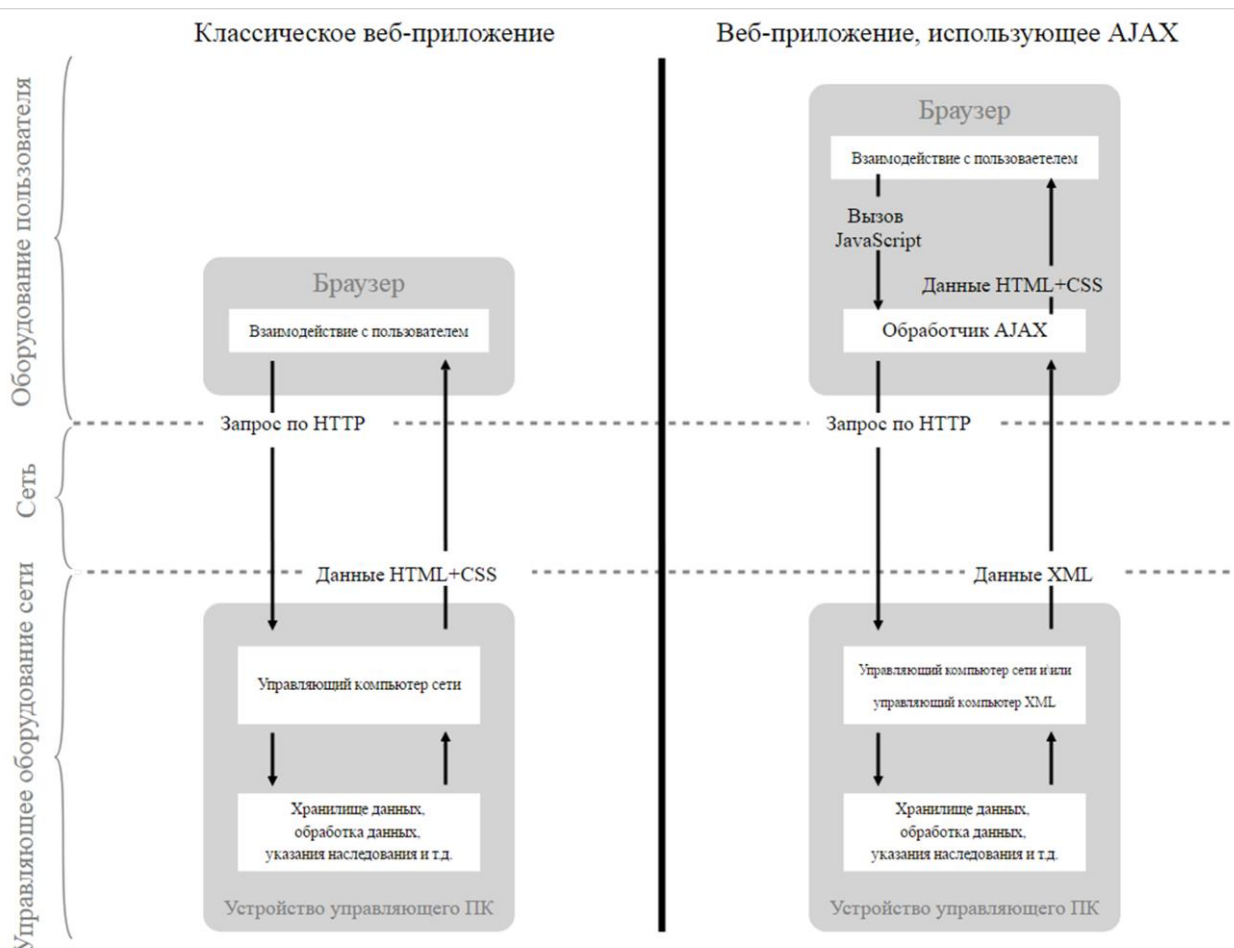 Классическое веб-приложение
Веб-приложение, использующее AJAX
Оборудование пользователя
Сеть
Управляющее оборудование сети
Браузер
Взаимодействие с пользователем
Запрос по HTTP
Данные HTML+CSS
Управляющий компьютер сети
Хранилище данных,
обработка данных,
указания наследования и т.д.
Устройство управляющего ПК
Браузер
Взаимодействие с пользоваетелем
Вызов
JavaScript
Данные HTML+CSS
Обработчик AJAX
Запрос по HTTP
Данные XML
Управляющий компьютер сети и\или
управляющий компьютер XML
Хранилище данных,
обработка данных,
указания наследования и т.д.
Устройство управляющего ПК